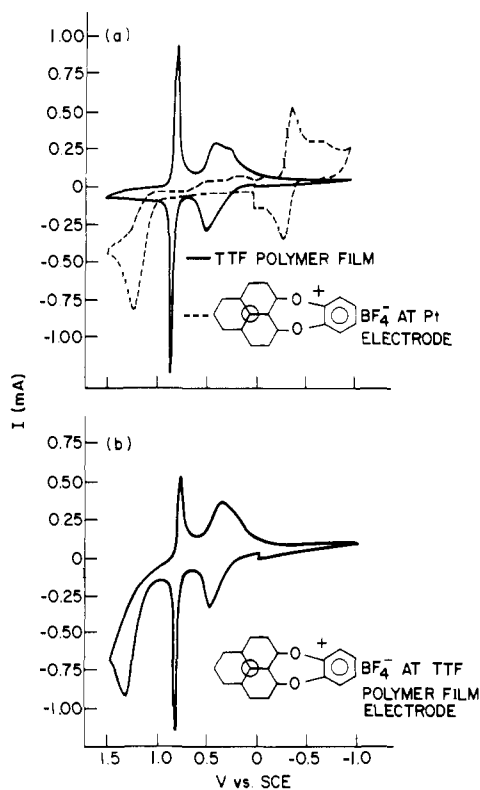 1.00
(a)
0.75
0.50
0.25
0
-0.25
-0.50
TTF POLYMER FILM
-0.75
O + O BF4⁻ AT Pt
ELECTRODE
-1.00
I (mA)
0.75
(b)
0.50
0.25
0
-0.25
-0.50
-0.75
O + O BF4⁻ AT TTF
POLYMER FILM
ELECTRODE
-1.00
1.5 1.0 0.5 0 -0.5 -1.0
V vs. SCE